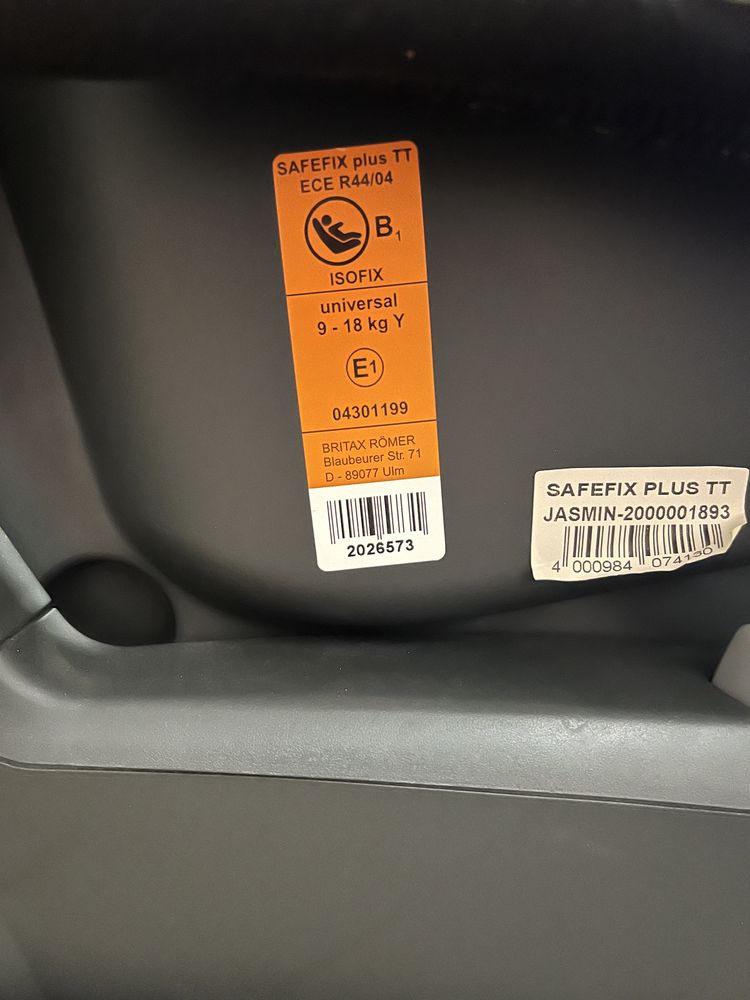 SAFEFIX plus TT
ECE R44/04
B1
ISOFIX
universal
9 - 18 kg Y
E1
04301199
BRITAX RÖMER
Blaubeurer Str. 71
D - 89077 Ulm
2026573
SAFEFIX PLUS TT
JASMIN-2000001893
4 000984 074130